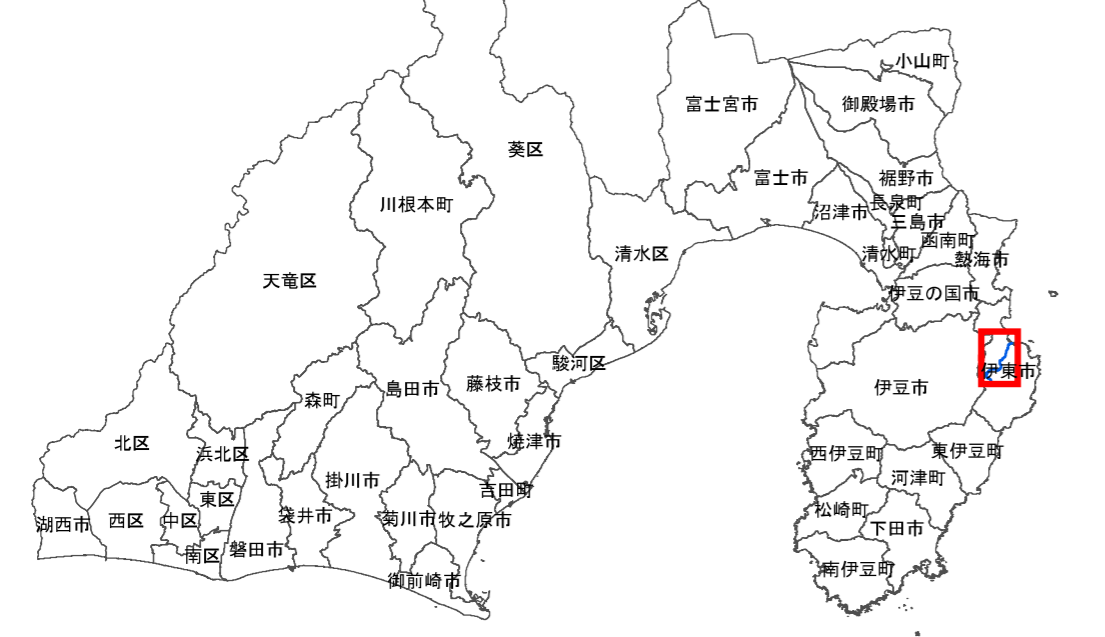 小山町
富士宮市
御殿場市
葵区
富士市
裾野市
川根本町
長泉町
沼津市
三島市
函南町
清水区
清水町
熱海市
天竜区
伊豆の国市
駿河区
伊東市
島田市
藤枝市
伊豆市
森町
焼津市
北区
浜北区
西伊豆町
東伊豆町
掛川市
河津町
吉田町
東区
松崎町
湖西市
西区
中区
袋井市
菊川市
牧之原市
下田市
南区
磐田市
南伊豆町
御前崎市